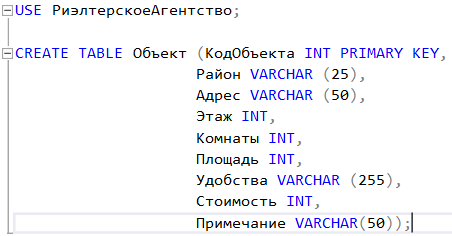 USE РиэлтерскоеАгентство;
CREATE TABLE Объект (КодОбъекта INT PRIMARY KEY,
Район VARCHAR (25),
Адрес VARCHAR (50),
Этаж INT,
Комнаты INT,
Площадь INT,
Удобства VARCHAR (255),
Стоимость INT,
Примечание VARCHAR(50));